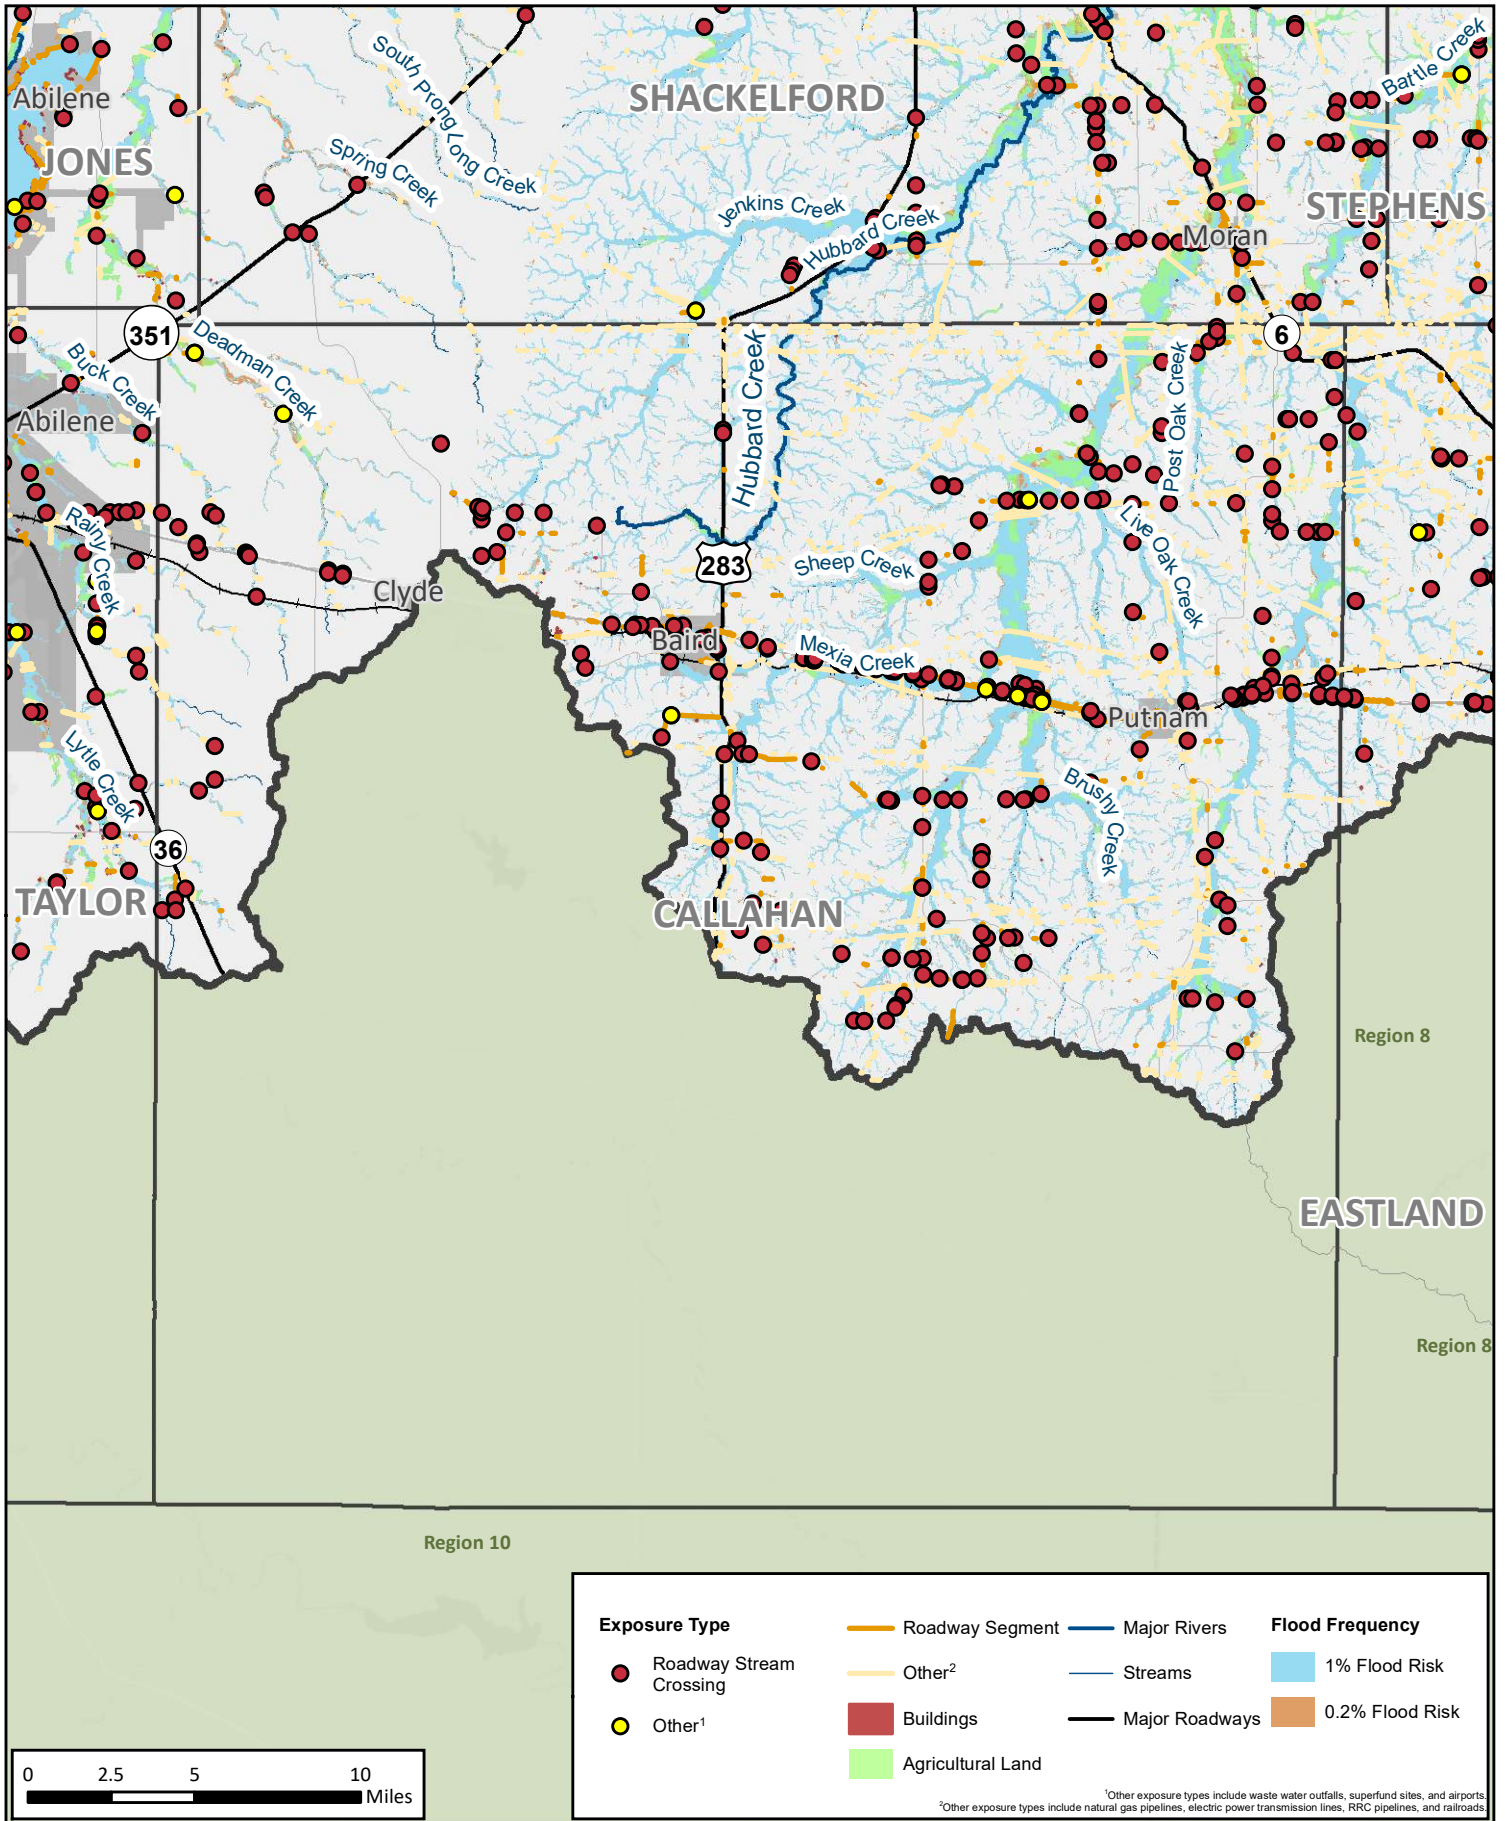 South Prong Long Creek
Battle Creek
Abilene
SHACKELFORD
JONES
Spring Creek
Jenkins Creek
STEPHENS
Hubbard Creek
Moran
351
6
Deadman Creek
Buck Creek
Hubbard Creek
Post Oak Creek
Abilene
Rainy Creek
Live Oak Creek
283
Sheep Creek
Clyde
Baird
Mexia Creek
Putnam
Lytle Creek
Brushy Creek
36
TAYLOR
CALLAHAN
Region 8
EASTLAND
Region 8
Region 10
Exposure Type
Roadway Stream
Crossing
Other1
Roadway Segment
Other2
Buildings
Agricultural Land
Major Rivers
Streams
Major Roadways
Flood Frequency
1% Flood Risk
0.2% Flood Risk
1Other exposure types include waste water outfalls, superfund sites, and airports.
2Other exposure types include natural gas pipelines, electric power transmission lines, RRC pipelines, and railroads.
0 2.5 5 10
Miles